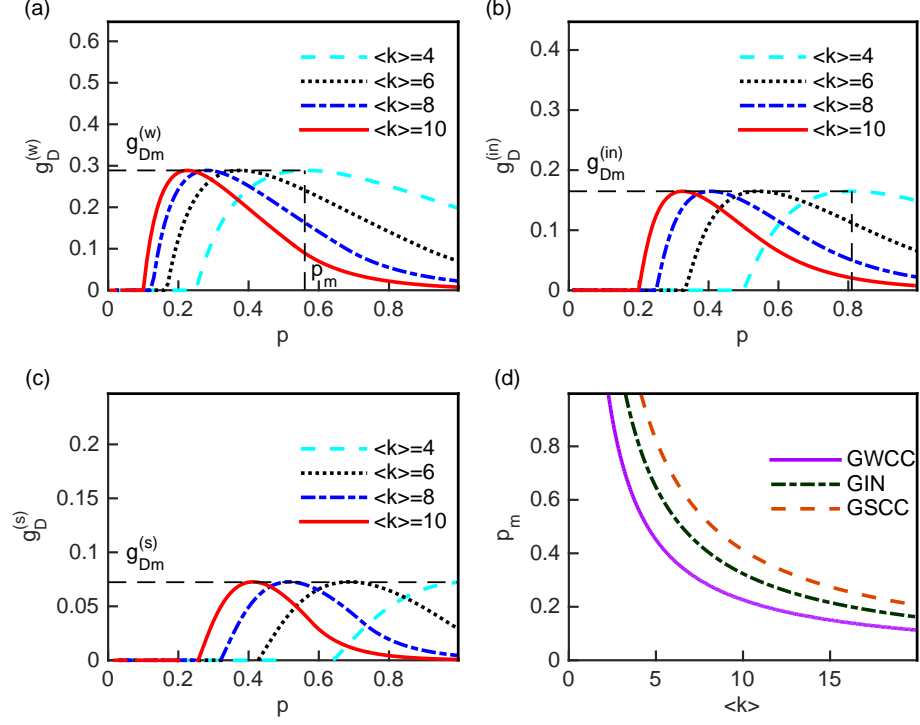 (a)
0.6
0.5
0.4
0.3
0.2
0.1
0
g_D^(w)
g_Dm^(w)
<k>=4
<k>=6
<k>=8
<k>=10
p_m
0 0.2 0.4 0.6 0.8
p
(b)
0.4
0.3
0.2
0.1
0
g_D^(in)
g_Dm^(in)
<k>=4
<k>=6
<k>=8
<k>=10
0 0.2 0.4 0.6 0.8
p
(c)
0.2
0.15
0.1
0.05
0
g_D^(s)
g_Dm^(s)
<k>=4
<k>=6
<k>=8
<k>=10
0 0.2 0.4 0.6 0.8
p
(d)
0.8
0.6
0.4
0.2
0
p_m
GWCC
GIN
GSCC
0 5 10 15
<k>